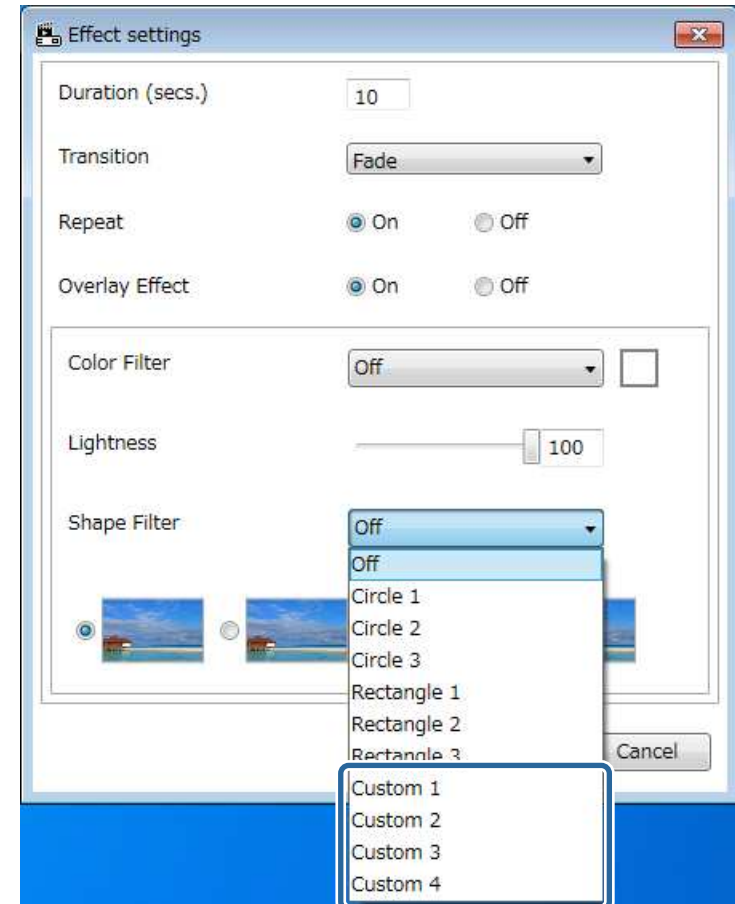 Effect settings
Duration (secs.) 10
Transition Fade
Repeat On Off
Overlay Effect On Off
Color Filter Off
Lightness 100
Shape Filter Off
Off
Circle 1
Circle 2
Circle 3
Rectangle 1
Rectangle 2
Rectangle 3
Cancel
Custom 1
Custom 2
Custom 3
Custom 4